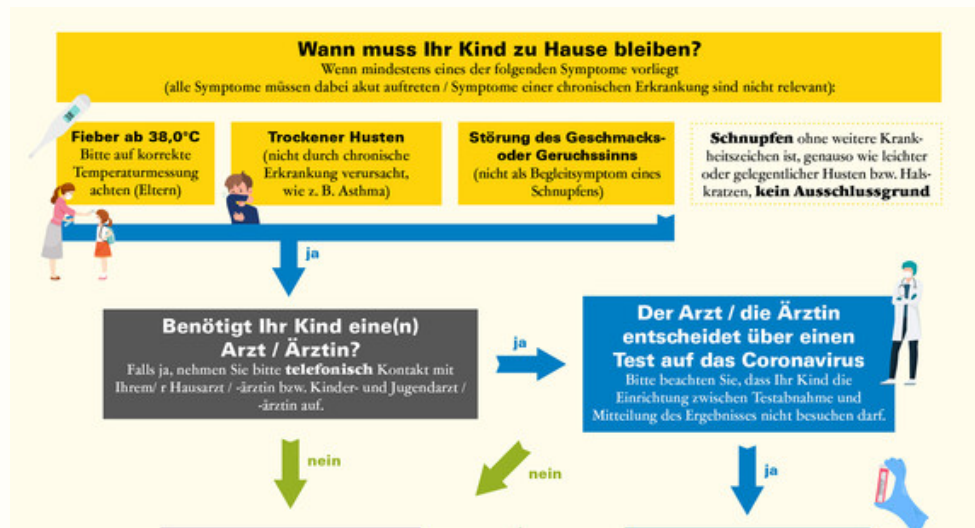 Wann muss Ihr Kind zu Hause bleiben?
Wenn mindestens eines der folgenden Symptome vorliegt
(alle Symptome müssen dabei akut auftreten / Symptome einer chronischen Erkrankung sind nicht relevant):
Fieber ab 38,0°C
Bitte auf korrekte
Temperaturmessung
achten (Eltern)
Trockener Husten
(nicht durch chronische
Erkrankung verursacht,
wie z. B. Asthma)
Störung des Geschmacks-
oder Geruchssinns
(nicht als Begleitsymptom eines
Schnupfens)
Schnupfen ohne weitere Krank-
heitszeichen ist, genauso wie leichter
oder gelegentlicher Husten bzw. Hals-
kratzen, kein Ausschlussgrund
ja
Benötigt Ihr Kind eine(n)
Arzt / Ärztin?
Falls ja, nehmen Sie bitte telefonisch Kontakt mit
Ihrem/ r Hausarzt / -ärztin bzw. Kinder- und Jugendarzt /
-ärztin auf.
ja
Der Arzt / die Ärztin
entscheidet über einen
Test auf das Coronavirus
Bitte beachten Sie, dass Ihr Kind die
Einrichtung zwischen Testabnahme und
Mitteilung des Ergebnisses nicht besuchen darf.
nein
nein
ja